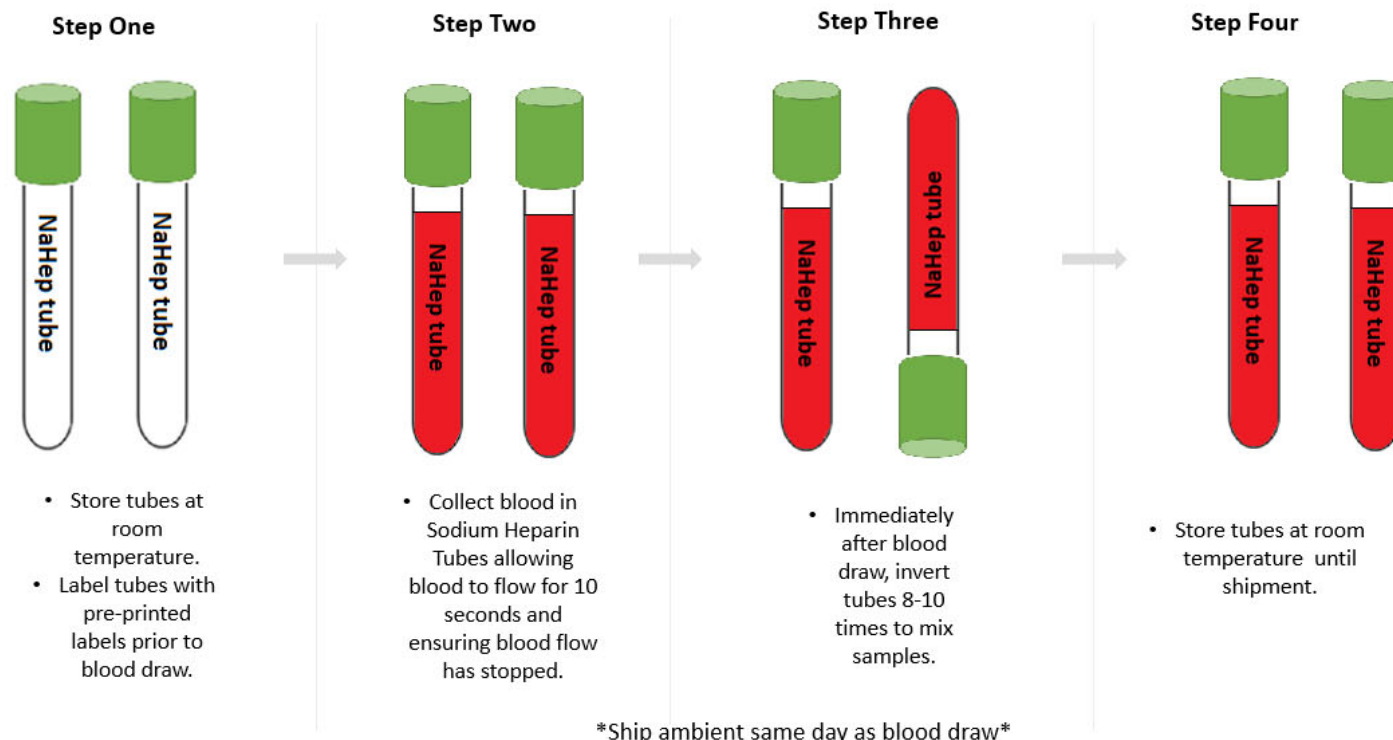 Step One
NaHep tube
NaHep tube
• Store tubes at
room
temperature.
• Label tubes with
pre-printed
labels prior to
blood draw.
Step Two
NaHep tube
NaHep tube
• Collect blood in
Sodium Heparin
Tubes allowing
blood to flow for 10
seconds and
ensuring blood flow
has stopped.
Step Three
NaHep tube
NaHep tube
• Immediately
after blood
draw, invert
tubes 8-10
times to mix
samples.
Step Four
NaHep tube
NaHep tube
• Store tubes at room
temperature until
shipment.
*Ship ambient same day as blood draw*